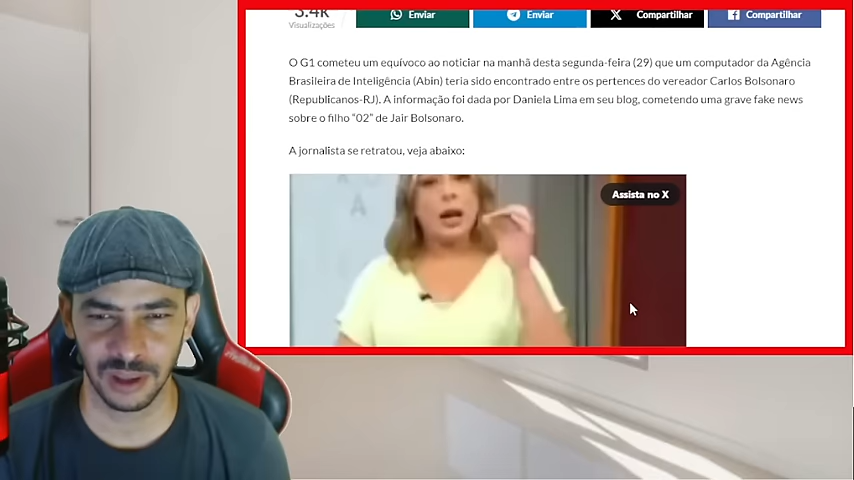 3.4k
Visualizações
Enviar
Enviar
Compartilhar
Compartilhar
O G1 cometeu um equívoco ao noticiar na manhã desta segunda-feira (29) que um computador da Agência
Brasileira de Inteligência (Abin) teria sido encontrado entre os pertences do vereador Carlos Bolsonaro
(Republicanos-RJ). A informação foi dada por Daniela Lima em seu blog, cometendo uma grave fake news
sobre o filho "02" de Jair Bolsonaro.
A jornalista se retratou, veja abaixo:
Assista no X
A